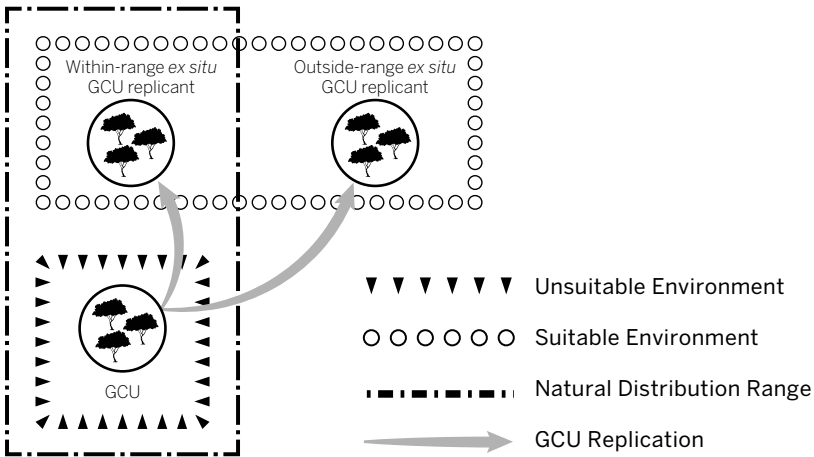 Within-range ex situ
GCU replicant
Outside-range ex situ
GCU replicant
GCU
Unsuitable Environment
Suitable Environment
Natural Distribution Range
GCU Replication